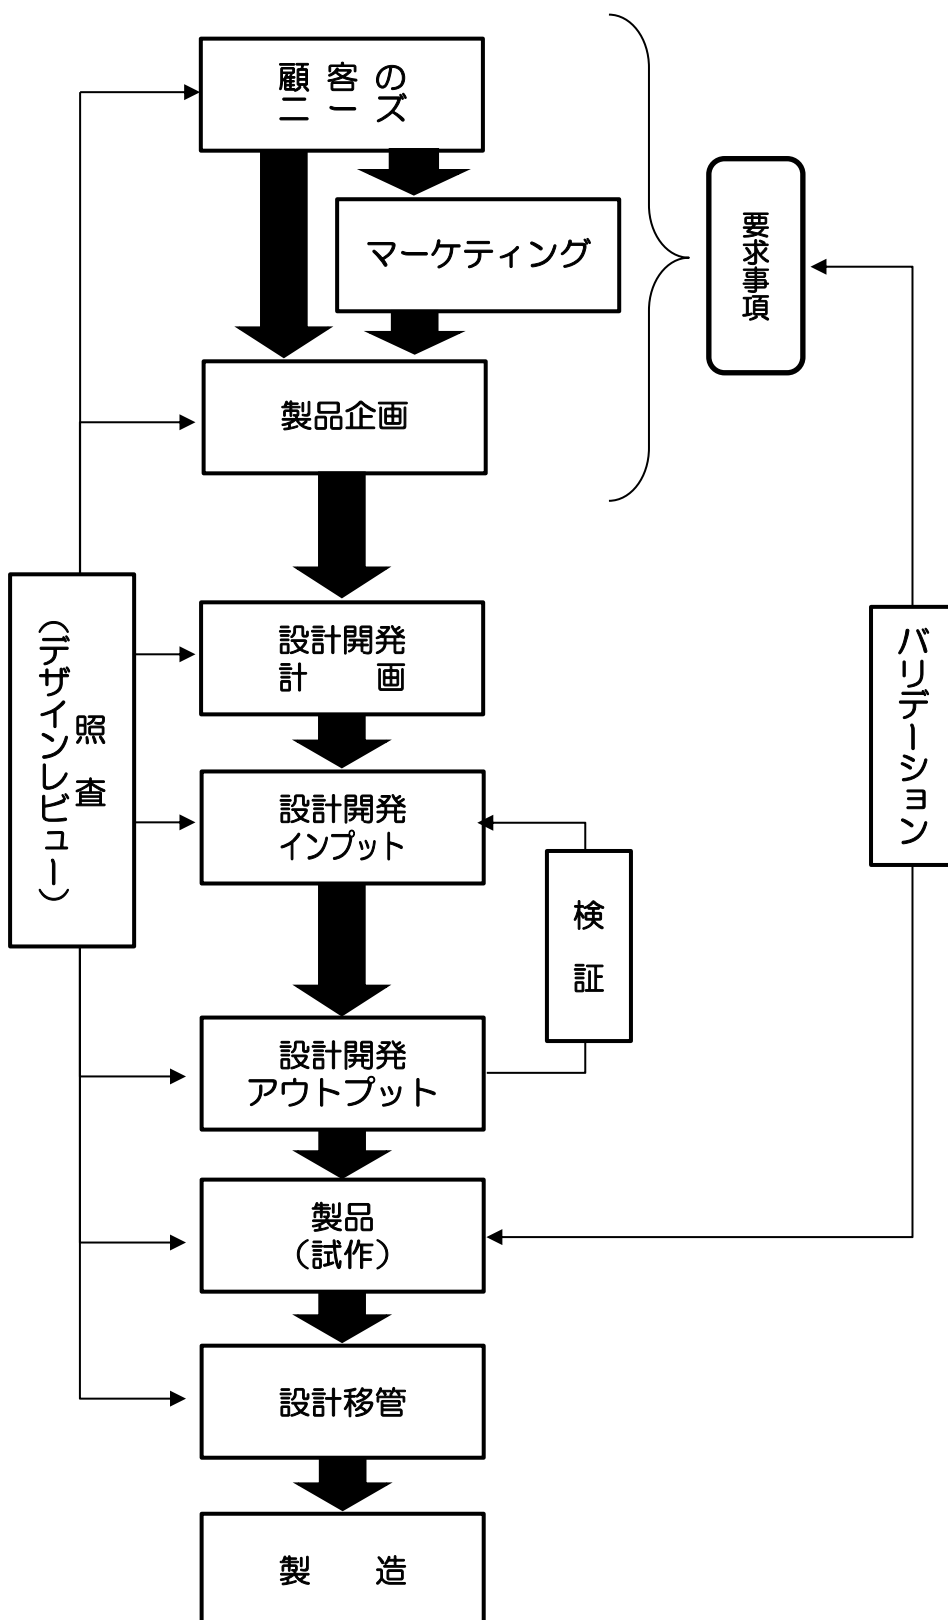 顧客の
ニーズ
マーケティング
要求事項
製品企画
設計開発
計　　画
照　査
（デザインレビュー）
バリデーション
設計開発
インプット
検　証
設計開発
アウトプット
製品
（試作）
設計移管
製　　造